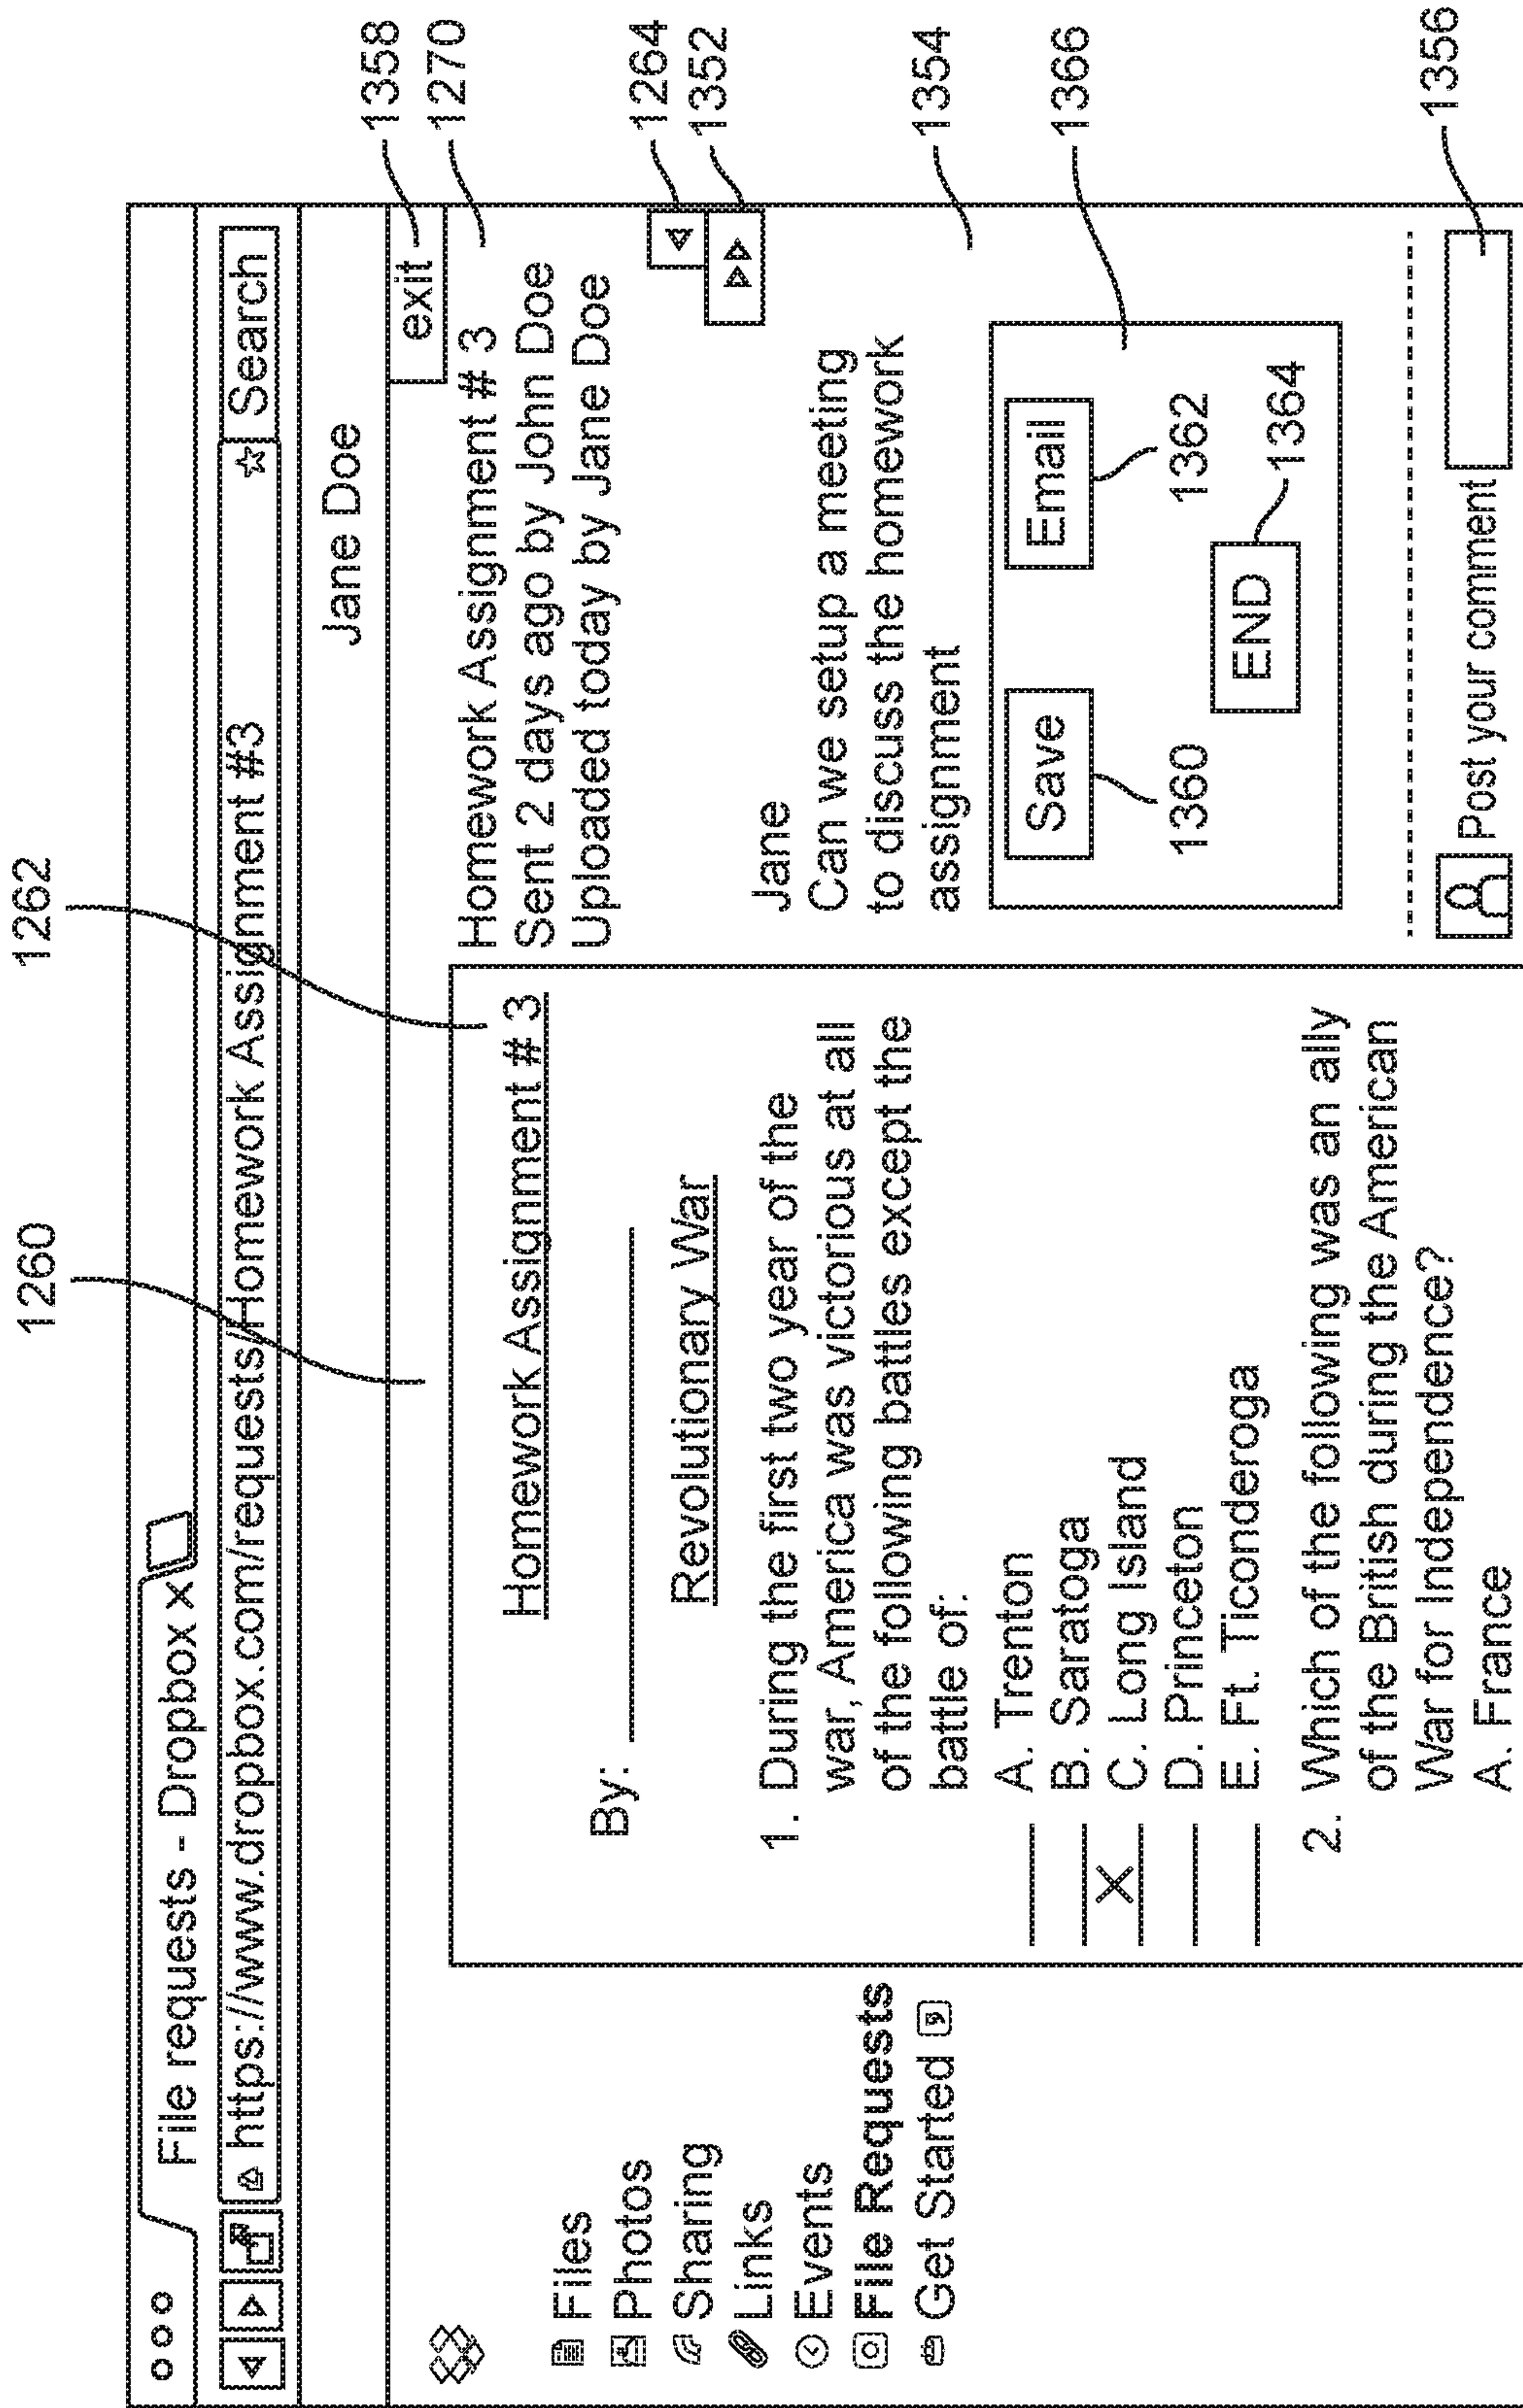 1260
1262
File requests - Dropbox x
https://www.dropbox.com/requests/Homework Assignment #3
Search
Jane Doe
exit
1358
1270
Files
Photos
Sharing
Links
Events
File Requests
Get Started
Homework Assignment # 3
By:
Revolutionary War
1. During the first two year of the
war, America was victorious at all
of the following battles except the
battle of:
A. Trenton
B. Saratoga
X C. Long Island
D. Princeton
E. Ft. Ticonderoga
2. Which of the following was an ally
of the British during the American
War for Independence?
A. France
Homework Assignment # 3
Sent 2 days ago by John Doe
Uploaded today by Jane Doe
1264
1352
Jane
Can we setup a meeting
to discuss the homework
assignment
1354
Save
Email
1366
1360
1362
END
1364
Post your comment
1356